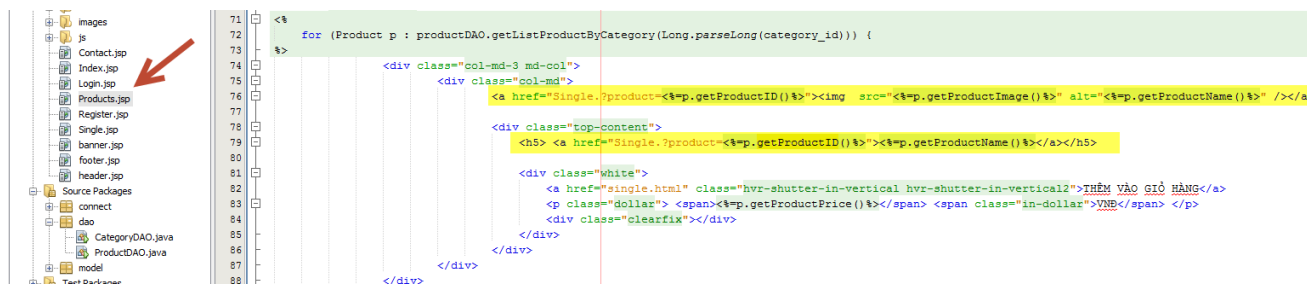 images
js
Contact.jsp
Index.jsp
Login.jsp
Products.jsp
Register.jsp
Single.jsp
banner.jsp
footer.jsp
header.jsp
Source Packages
connect
dao
CategoryDAO.java
ProductDAO.java
model
Test Packages
71 <%
72 for (Product p : productDAO.getListProductByCategory(Long.parseLong(category_id))) {
73 %>
74 <div class="col-md-3 md-col">
75 <div class="col-md">
76 <a href="Single.?product=<%=p.getProductID()%>"><img src="<%=p.getProductImage()%>" alt="<%=p.getProductName()%>" /></a
77
78 <div class="top-content">
79 <h5> <a href="Single.?product=<%=p.getProductID()%>"><%=p.getProductName()%></a></h5>
80
81 <div class="white">
82 <a href="single.html" class="hvr-shutter-in-vertical hvr-shutter-in-vertical2">THÊM VÀO GIỎ HÀNG</a>
83 <p class="dollar"> <span><%=p.getProductPrice()%></span> <span class="in-dollar">VNĐ</span> </p>
84 <div class="clearfix"></div>
85 </div>
86 </div>
87 </div>
88 </div>